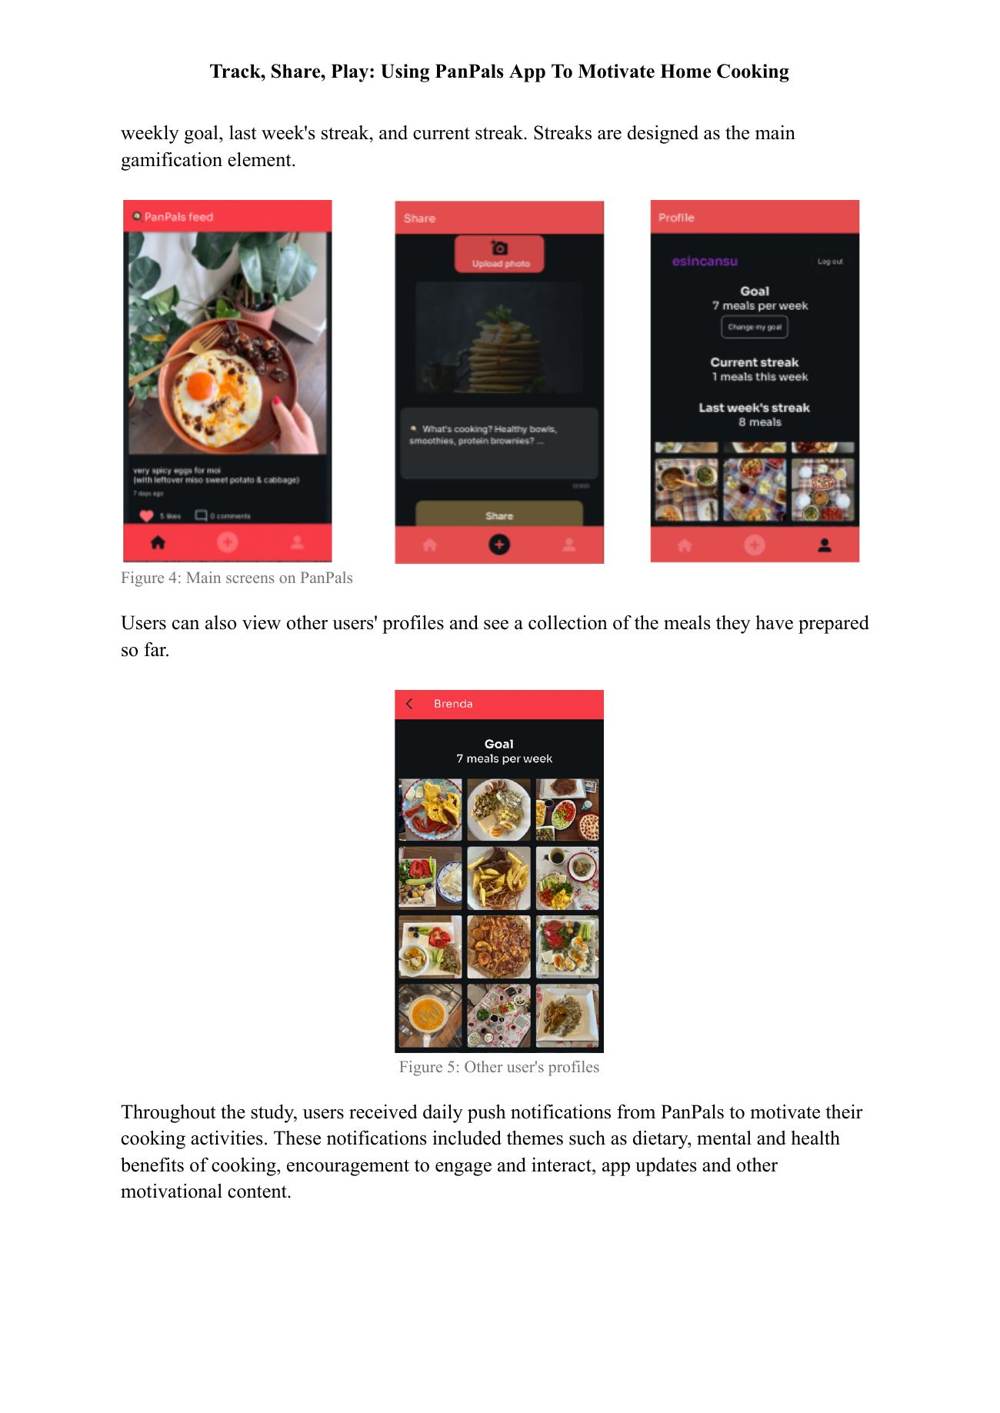 Track, Share, Play: Using PanPals App To Motivate Home Cooking
weekly goal, last week's streak, and current streak. Streaks are designed as the main
gamification element.
PanPals feed
very spicy eggs for moi
(with leftover miso sweet potato & cabbage)
7 days ago
5 likes
0 comments
Share
Upload photo
What's cooking? Healthy bowls,
smoothies, protein brownies? ...
Share
Profile
esincansu
Log out
Goal
7 meals per week
Change my goal
Current streak
1 meals this week
Last week's streak
8 meals
Figure 4: Main screens on PanPals
Users can also view other users' profiles and see a collection of the meals they have prepared
so far.
Brenda
Goal
7 meals per week
Figure 5: Other user's profiles
Throughout the study, users received daily push notifications from PanPals to motivate their
cooking activities. These notifications included themes such as dietary, mental and health
benefits of cooking, encouragement to engage and interact, app updates and other
motivational content.